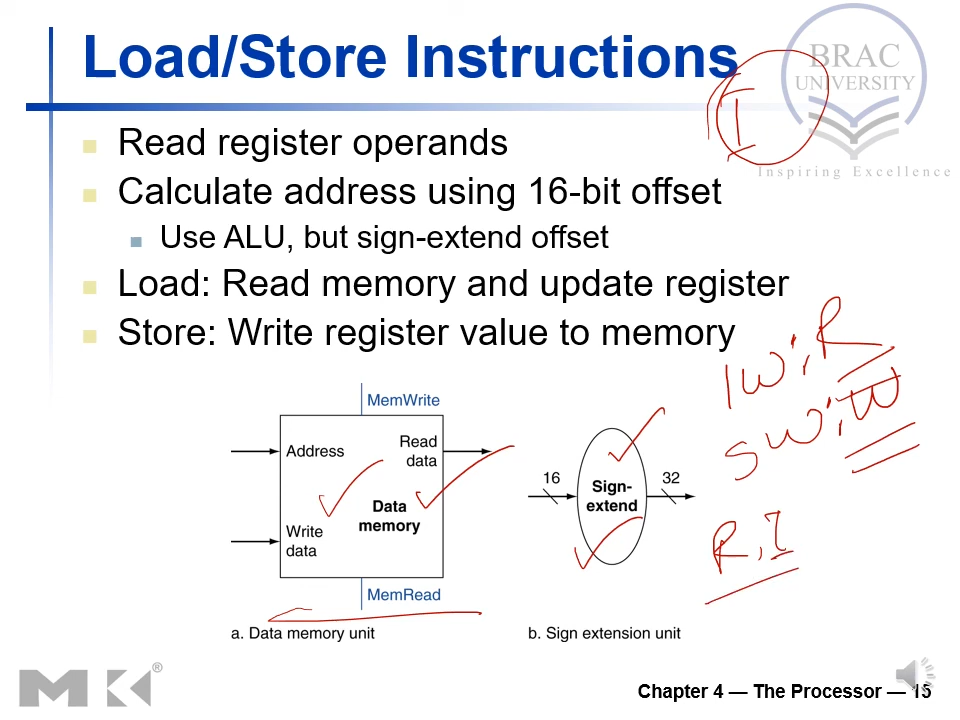 Load/Store Instructions
BRAC
UNIVERSITY
Inspiring Excellence
I
Read register operands
Calculate address using 16-bit offset
Use ALU, but sign-extend offset
Load: Read memory and update register
Store: Write register value to memory
lw: R
sw: W
R, I
MemWrite
Address
Read
data
Data
memory
Write
data
MemRead
16
Sign-
extend
32
a. Data memory unit
b. Sign extension unit
MK®
Chapter 4 — The Processor — 15